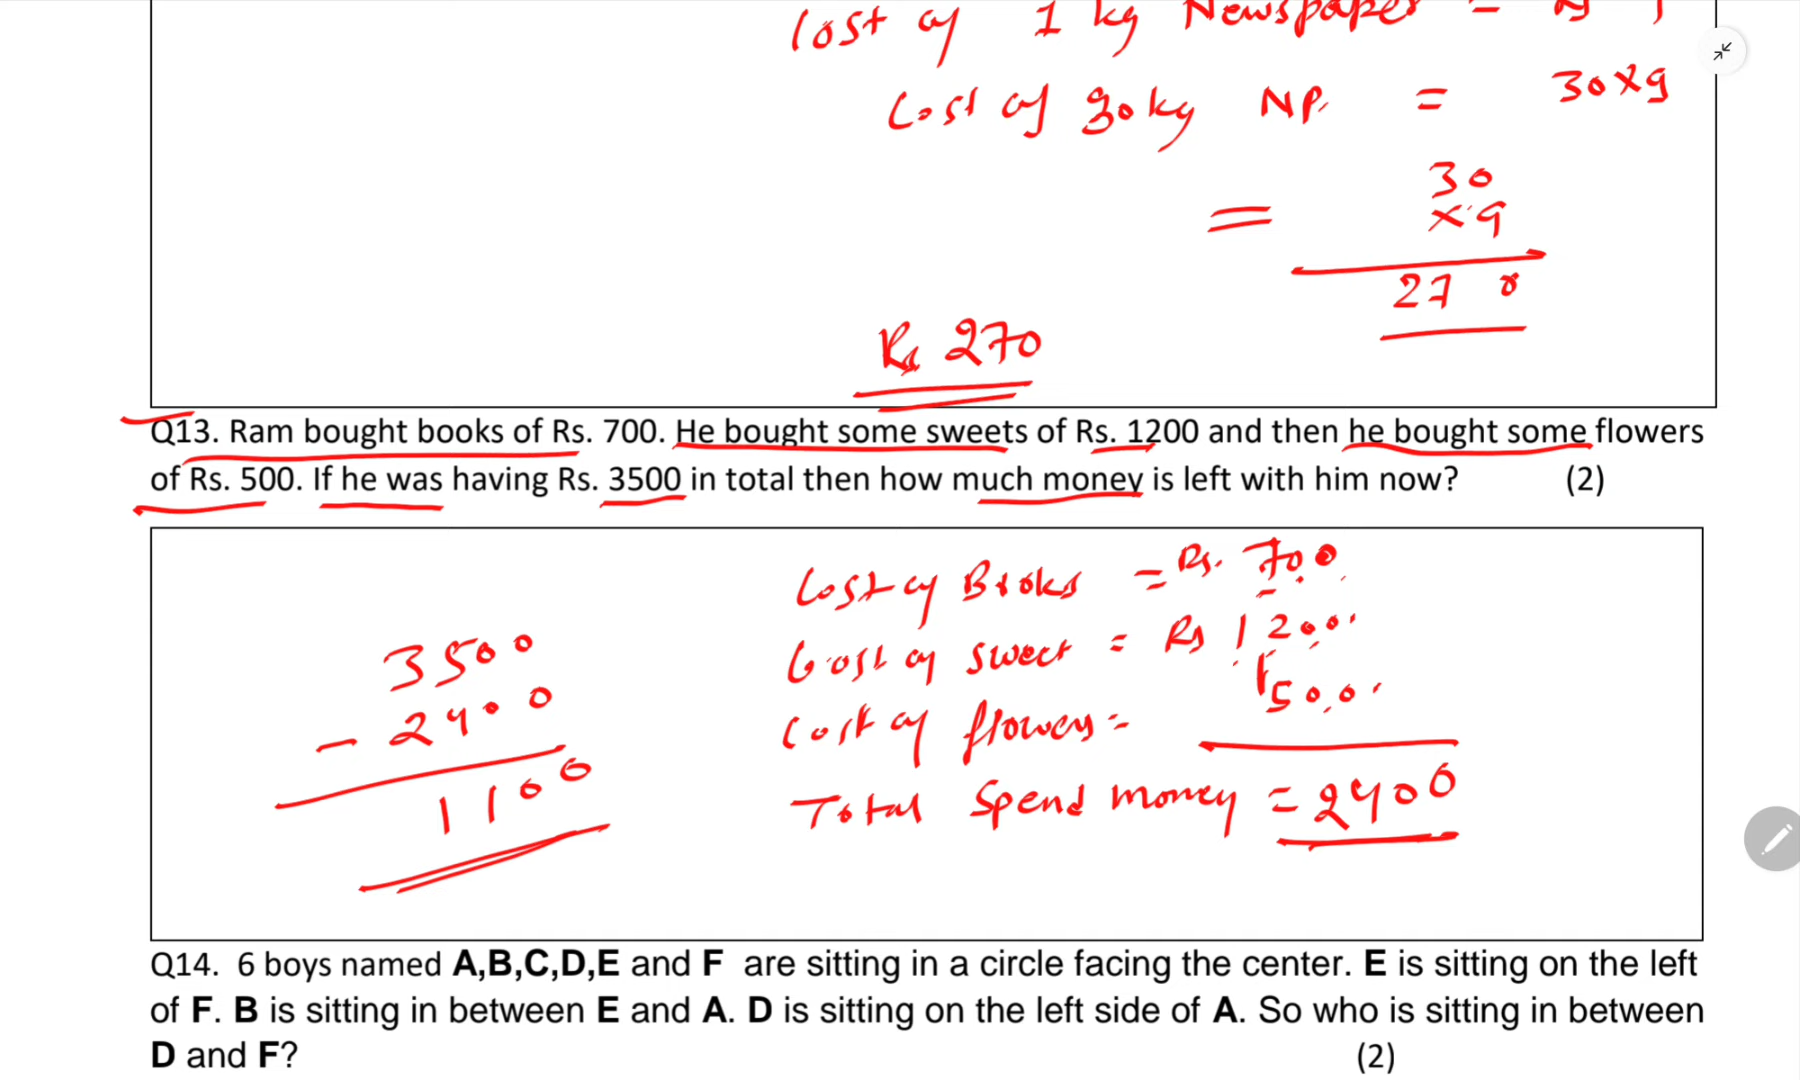 Cost of 1 kg Newspaper =
Cost of 30 kg NP. = 30x9
30
= x 9
270
Rs 270
Q13. Ram bought books of Rs. 700. He bought some sweets of Rs. 1200 and then he bought some flowers
of Rs. 500. If he was having Rs. 3500 in total then how much money is left with him now? (2)
Cost of Books = Rs. 700
Cost of sweet = Rs 1200
Cost of flowers = 500
Total Spend money = 2400
3500
- 2400
1100
Q14. 6 boys named A,B,C,D,E and F are sitting in a circle facing the center. E is sitting on the left
of F. B is sitting in between E and A. D is sitting on the left side of A. So who is sitting in between
D and F? (2)